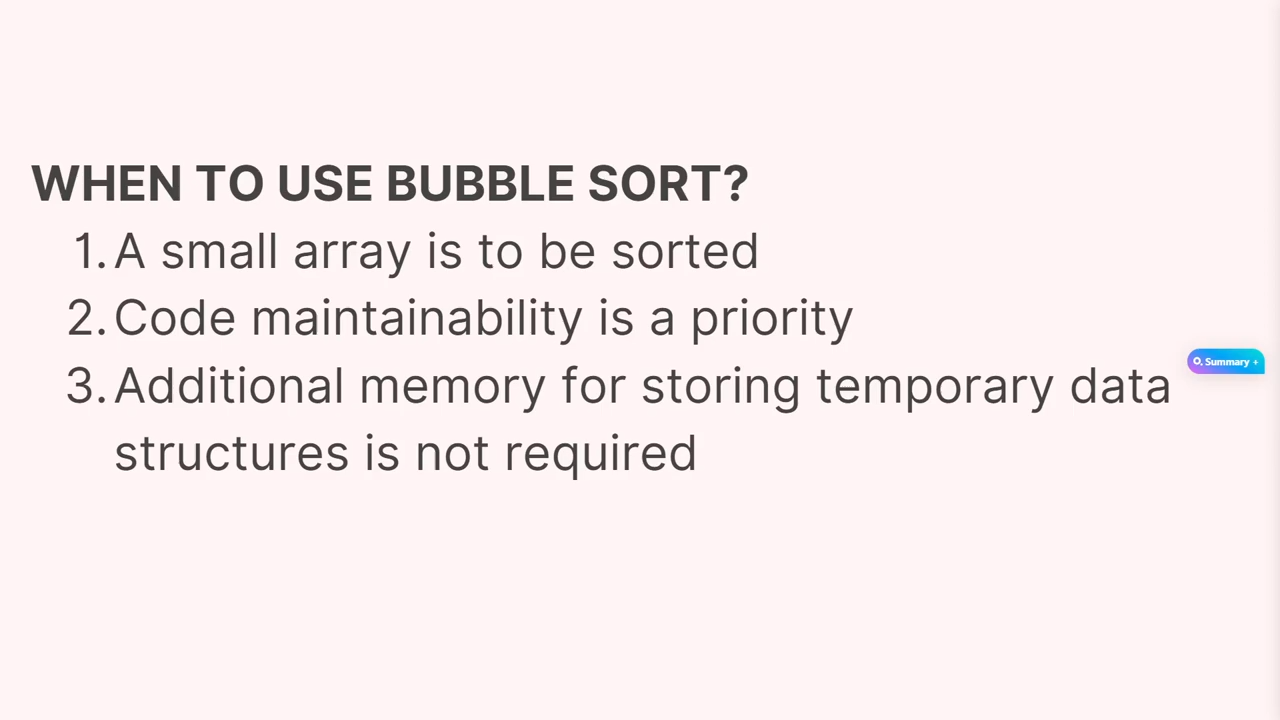 WHEN TO USE BUBBLE SORT?
1. A small array is to be sorted
2. Code maintainability is a priority
3. Additional memory for storing temporary data
structures is not required
Summary +